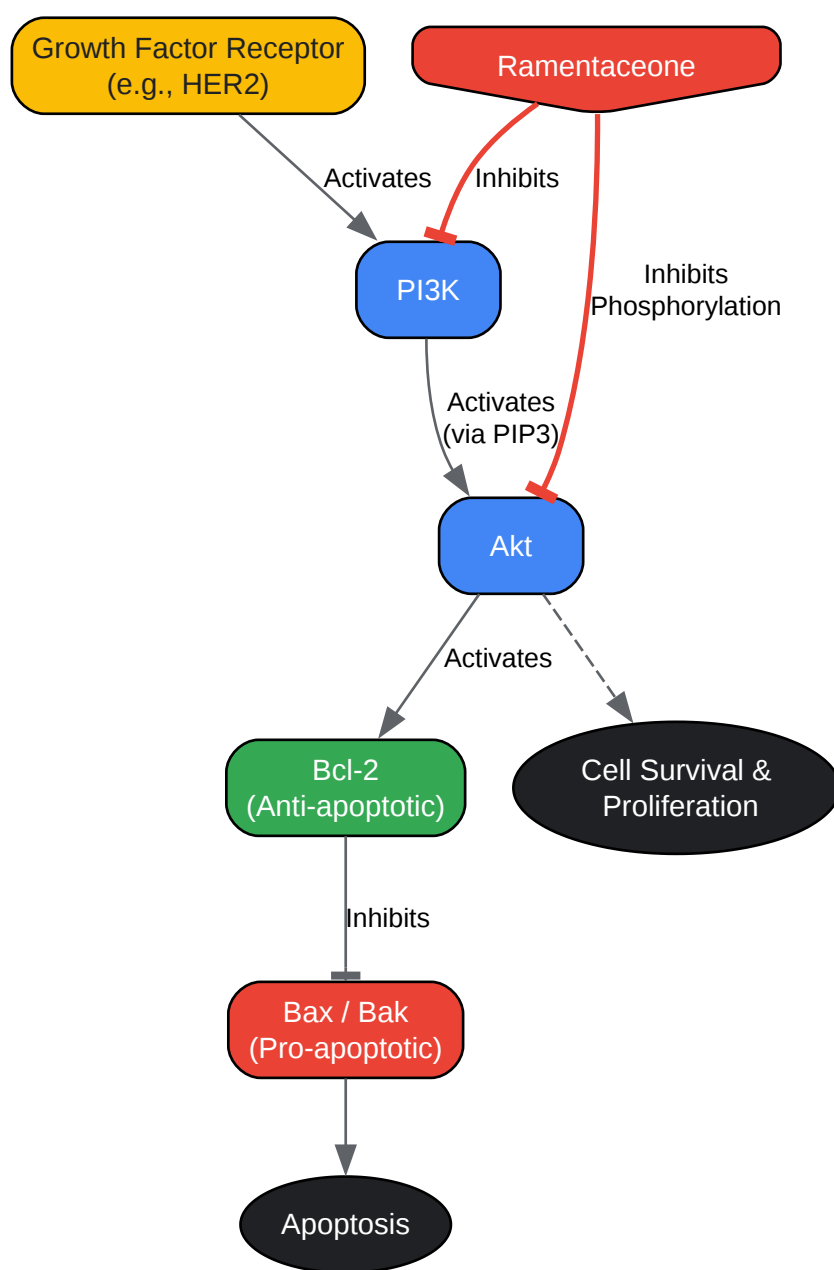 Growth Factor Receptor
(e.g., HER2)
Ramentaceone
Activates
Inhibits
PI3K
Inhibits
Phosphorylation
Activates
(via PIP3)
Akt
Activates
Bcl-2
(Anti-apoptotic)
Cell Survival &
Proliferation
Inhibits
Bax / Bak
(Pro-apoptotic)
Apoptosis